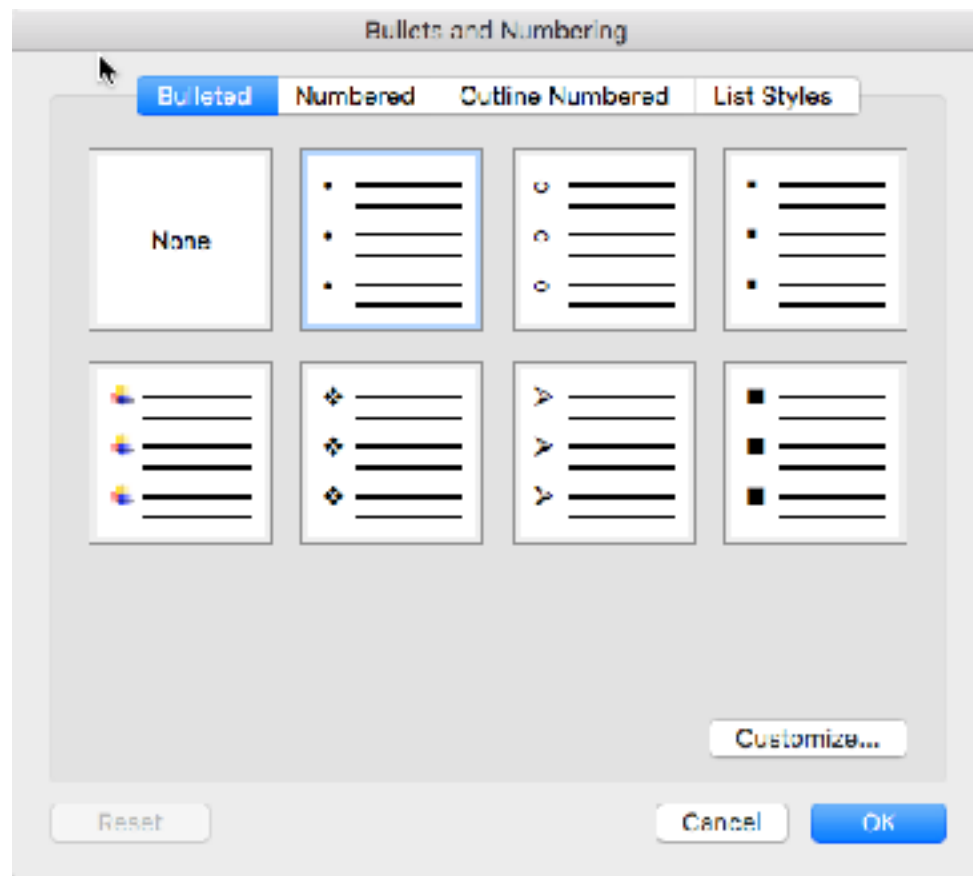 Bullets and Numbering
Bulleted Numbered Outline Numbered List Styles
None
Customize...
Reset Cancel OK